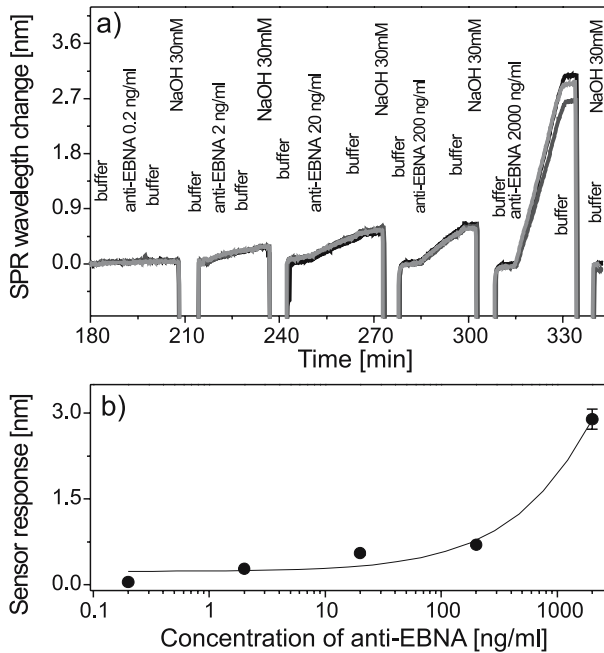 a)
SPR wavelegth change [nm]
3.6
2.7
1.8
0.9
0.0
buffer
anti-EBNA 0.2 ng/ml
buffer
NaOH 30mM
buffer
anti-EBNA 2 ng/ml
buffer
NaOH 30mM
buffer
anti-EBNA 20 ng/ml
buffer
NaOH 30mM
buffer
anti-EBNA 200 ng/ml
buffer
NaOH 30mM
buffer
anti-EBNA 2000 ng/ml
buffer
NaOH 30mM
180 210 240 270 300 330
Time [min]
b)
Sensor response [nm]
3.0
1.5
0.0
0.1 1 10 100 1000
Concentration of anti-EBNA [ng/ml]